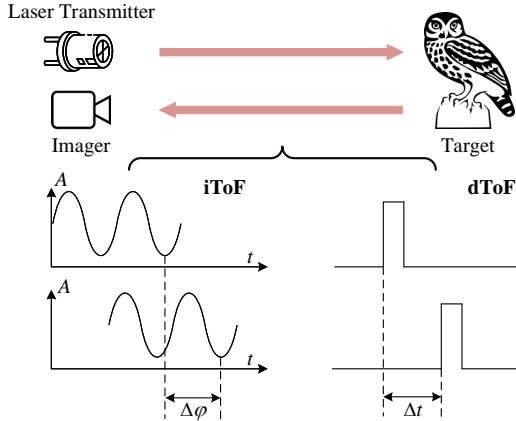 Laser Transmitter
Imager
Target
iToF
dToF
A
t
A
t
Δφ
Δt